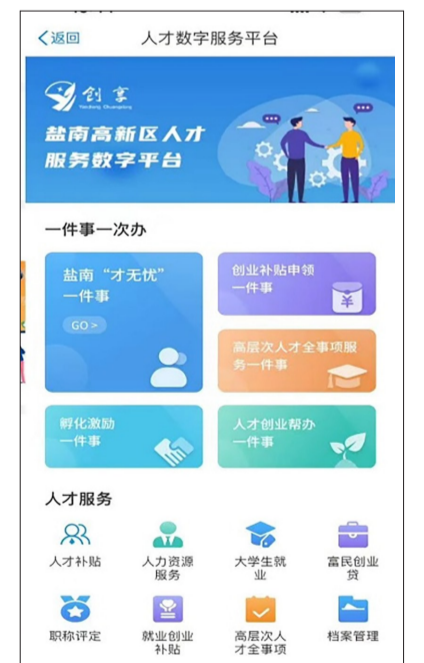 返回
人才数字服务平台
创享
盐南高新区人才
服务数字平台
一件事一次办
盐南“才无忧”
一件事
GO >
创业补贴申领
一件事
高层次人才全事项服
务一件事
孵化激励
一件事
人才创业帮办
一件事
人才服务
人才补贴
人力资源
服务
大学生就
业
富民创业
贷
职称评定
就业创业
补贴
高层次人
才全事项
档案管理